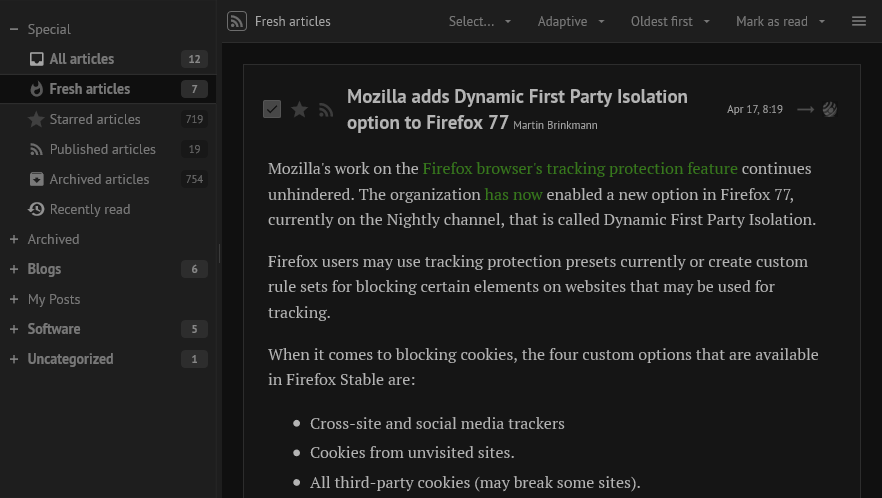 Special
All articles 12
Fresh articles 7
Starred articles 719
Published articles 19
Archived articles 754
Recently read
Archived
Blogs 6
My Posts
Software 5
Uncategorized 1
Fresh articles Select... Adaptive Oldest first Mark as read
Mozilla adds Dynamic First Party Isolation
option to Firefox 77 Martin Brinkmann
Apr 17, 8:19
Mozilla's work on the Firefox browser's tracking protection feature continues
unhindered. The organization has now enabled a new option in Firefox 77,
currently on the Nightly channel, that is called Dynamic First Party Isolation.
Firefox users may use tracking protection presets currently or create custom
rule sets for blocking certain elements on websites that may be used for
tracking.
When it comes to blocking cookies, the four custom options that are available
in Firefox Stable are:
Cross-site and social media trackers
Cookies from unvisited sites.
All third-party cookies (may break some sites).